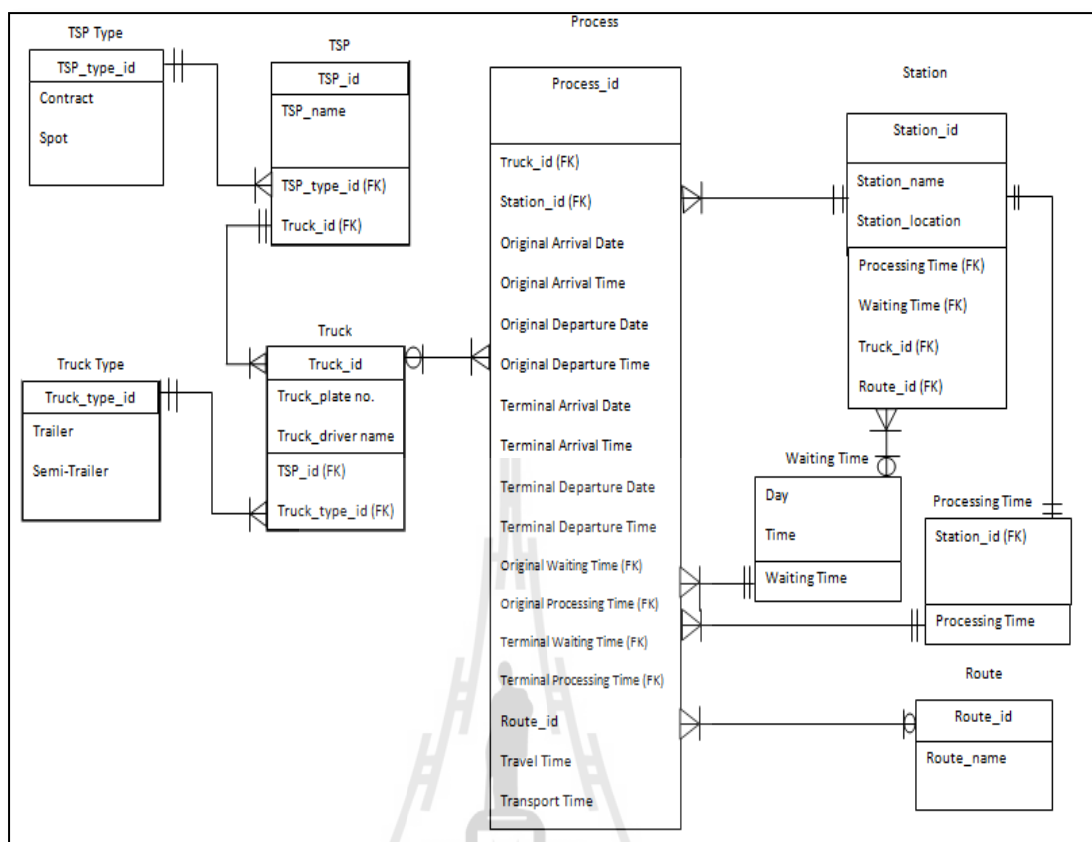 TSP Type
TSP_type_id
Contract
Spot
TSP
TSP_id
TSP_name
TSP_type_id (FK)
Truck_id (FK)
Truck Type
Truck_type_id
Trailer
Semi-Trailer
Truck
Truck_id
Truck_plate no.
Truck_driver name
TSP_id (FK)
Truck_type_id (FK)
Process
Process_id
Truck_id (FK)
Station_id (FK)
Original Arrival Date
Original Arrival Time
Original Departure Date
Original Departure Time
Terminal Arrival Date
Terminal Arrival Time
Terminal Departure Date
Terminal Departure Time
Original Waiting Time (FK)
Original Processing Time (FK)
Terminal Waiting Time (FK)
Terminal Processing Time (FK)
Route_id
Travel Time
Transport Time
Station
Station_id
Station_name
Station_location
Processing Time (FK)
Waiting Time (FK)
Truck_id (FK)
Route_id (FK)
Waiting Time
Day
Time
Waiting Time
Processing Time
Station_id (FK)
Processing Time
Route
Route_id
Route_name